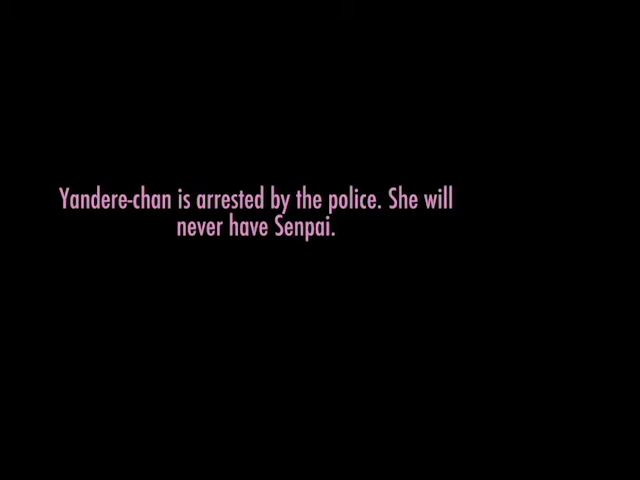 Yandere-chan is arrested by the police. She will
never have Senpai.